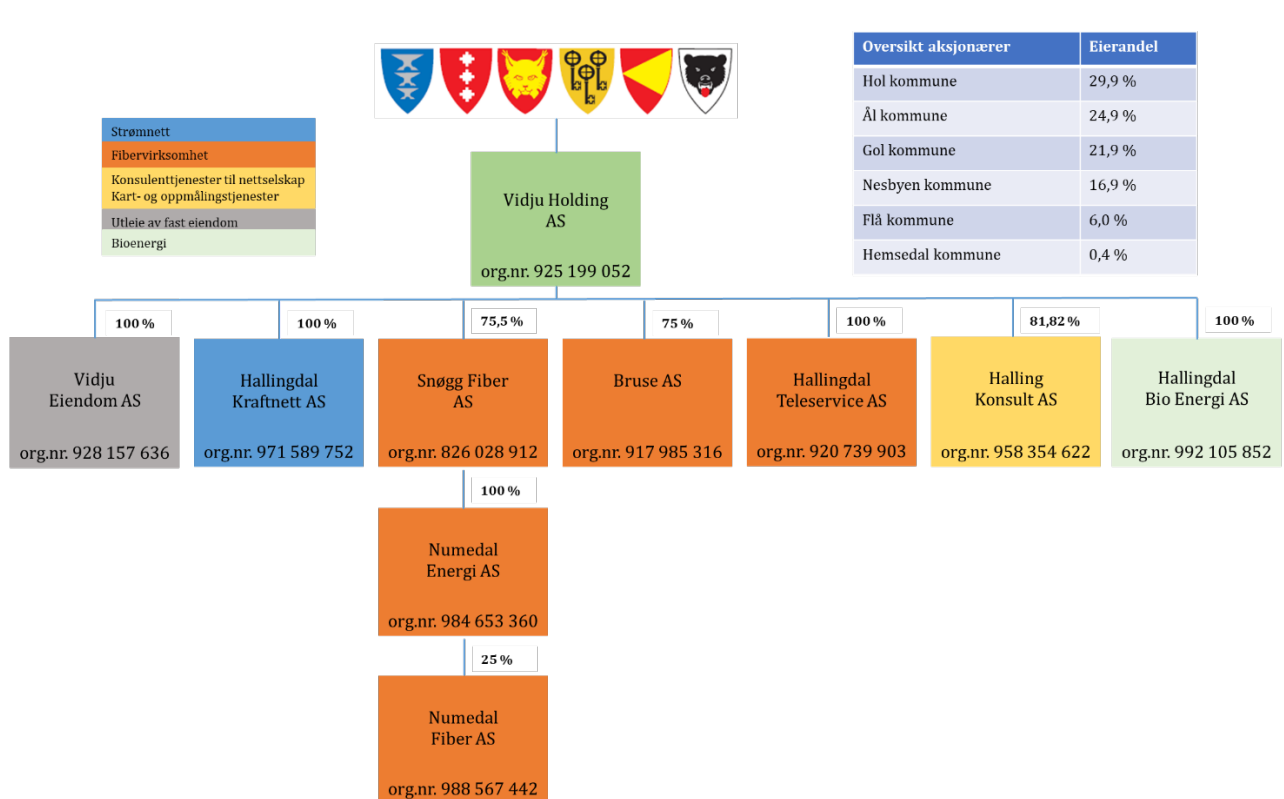 Oversikt aksjonærer Eierandel
Hol kommune 29,9 %
Ål kommune 24,9 %
Gol kommune 21,9 %
Nesbyen kommune 16,9 %
Flå kommune 6,0 %
Hemsedal kommune 0,4 %
Strømnett
Fibervirksomhet
Konsulenttjenester til nettselskap
Kart- og oppmålingstjenester
Utleie av fast eiendom
Bioenergi
Vidju Holding
AS
org.nr. 925 199 052
100 %
Vidju
Eiendom AS
org.nr. 928 157 636
100 %
Hallingdal
Kraftnett AS
org.nr. 971 589 752
75,5 %
Snøgg Fiber
AS
org.nr. 826 028 912
75 %
Bruse AS
org.nr. 917 985 316
100 %
Hallingdal
Teleservice AS
org.nr. 920 739 903
81,82 %
Halling
Konsult AS
org.nr. 958 354 622
100 %
Hallingdal
Bio Energi AS
org.nr. 992 105 852
100 %
Numedal
Energi AS
org.nr. 984 653 360
25 %
Numedal
Fiber AS
org.nr. 988 567 442